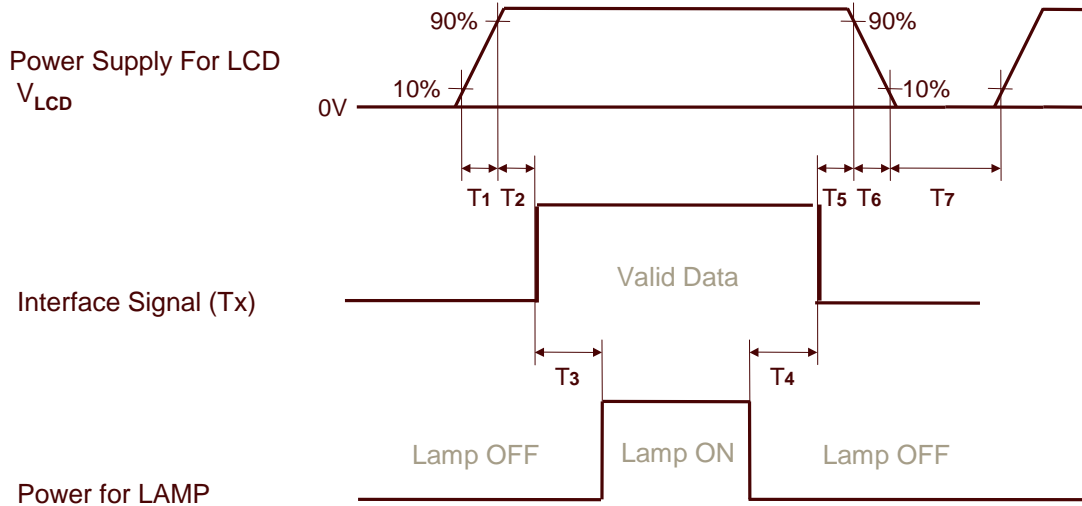 90%
90%
Power Supply For LCD
VLCD
10%
10%
0V
T1
T2
T5
T6
T7
Valid Data
Interface Signal (Tx)
T3
T4
Lamp OFF
Lamp ON
Lamp OFF
Power for LAMP